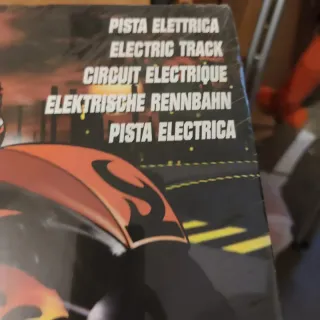 PISTA ELETTRICA
ELECTRIC TRACK
CIRCUIT ELECTRIQUE
ELEKTRISCHE RENNBAHN
PISTA ELECTRICA